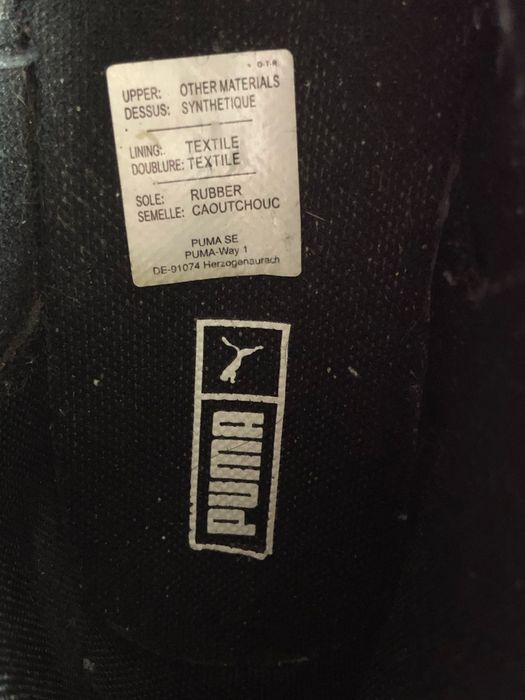 O-T-R
UPPER: OTHER MATERIALS
DESSUS: SYNTHETIQUE
LINING: TEXTILE
DOUBLURE: TEXTILE
SOLE: RUBBER
SEMELLE: CAOUTCHOUC
PUMA SE
PUMA-Way 1
DE-91074 Herzogenaurach
PUMA